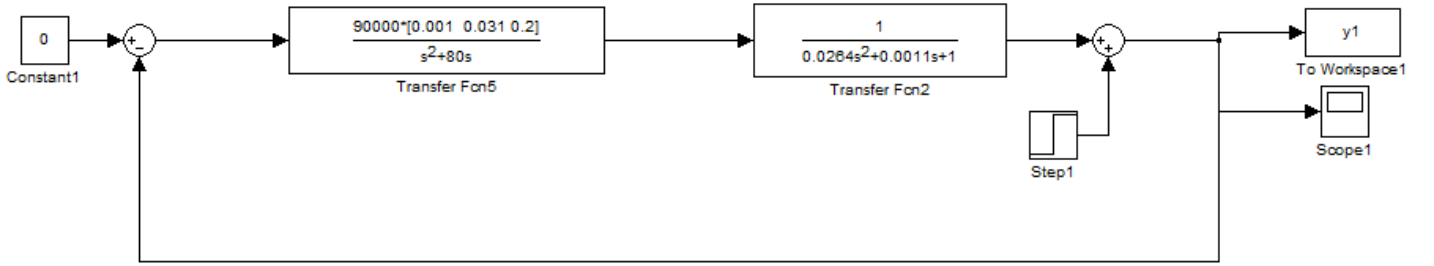 0
Constant1
+
−
90000*[0.001 0.031 0.2]
s²+80s
Transfer Fcn5
1
0.0264s²+0.0011s+1
Transfer Fcn2
+
+
Step1
y1
To Workspace1
Scope1